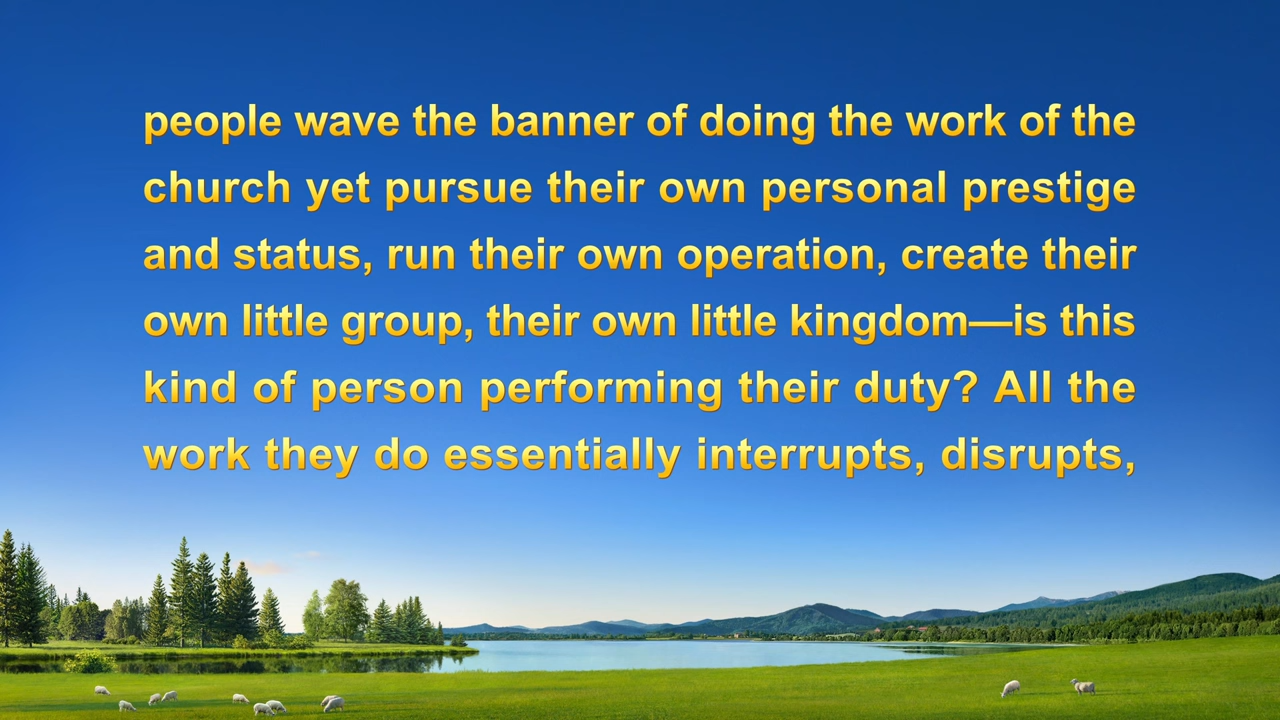 people wave the banner of doing the work of the
church yet pursue their own personal prestige
and status, run their own operation, create their
own little group, their own little kingdom—is this
kind of person performing their duty? All the
work they do essentially interrupts, disrupts,